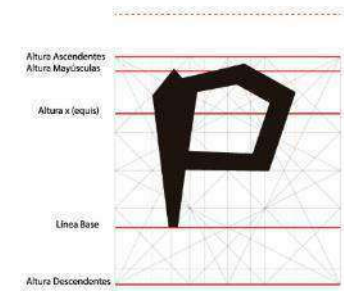 Altura Ascendentes
Altura Mayúsculas
Altura x (equis)
P
Línea Base
Altura Descendentes